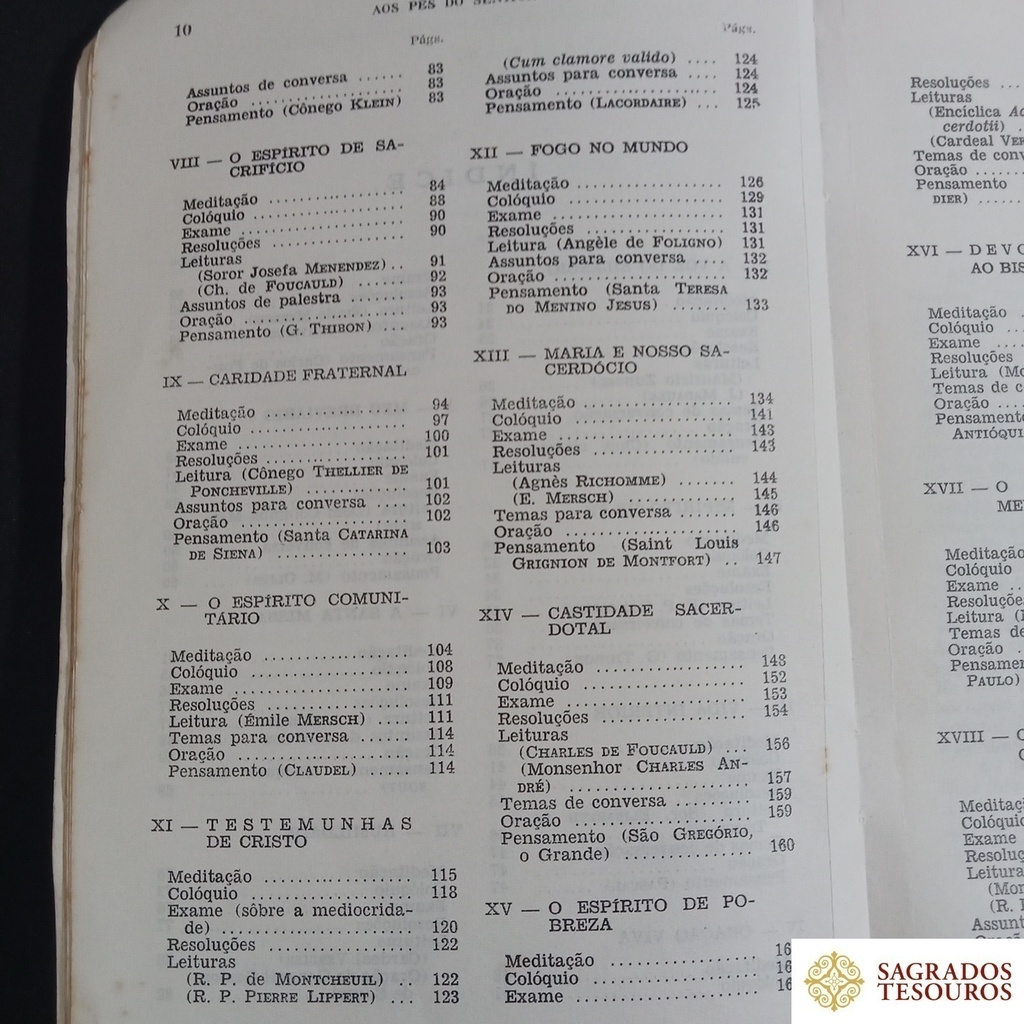 10
AOS PÉS DO
Págs.
Assuntos de conversa ...... 83
Oração .................... 83
Pensamento (Cônego KLEIN) 83
VIII — O ESPÍRITO DE SA-
CRIFÍCIO
Meditação .................. 84
Colóquio ................... 88
Exame ...................... 90
Resoluções ................. 90
Leituras
(Soror Josefa MENENDEZ) .. 91
(Ch. de FOUCAULD) ...... 92
Assuntos de palestra ....... 93
Oração ..................... 93
Pensamento (G. THIBON) ... 93
IX — CARIDADE FRATERNAL
Meditação .................. 94
Colóquio ................... 97
Exame ...................... 100
Resoluções ................. 101
Leitura (Cônego THELLIER DE
PONCHEVILLE) ............ 101
Assuntos para conversa .... 102
Oração ..................... 102
Pensamento (Santa CATARINA
DE SIENA) ................ 103
X — O ESPÍRITO COMUNI-
TÁRIO
Meditação .................. 104
Colóquio ................... 108
Exame ...................... 109
Resoluções ................. 111
Leitura (Émile MERSCH) .... 111
Temas para conversa ...... 114
Oração ..................... 114
Pensamento (CLAUDEL) ..... 114
XI — TESTEMUNHAS
DE CRISTO
Meditação .................. 115
Colóquio ................... 118
Exame (sôbre a mediocrida-
de) ....................... 120
Resoluções ................. 122
Leituras
(R. P. de MONTCHEUIL) .. 122
(R. P. PIERRE LIPPERT) ... 123
Págs.
(Cum clamore valido) .... 124
Assuntos para conversa .... 124
Oração ..................... 124
Pensamento (LACORDAIRE) ... 125
XII — FOGO NO MUNDO
Meditação .................. 126
Colóquio ................... 129
Exame ...................... 131
Resoluções ................. 131
Leitura (Angèle de FOLIGNO) 131
Assuntos para conversa .... 132
Oração ..................... 132
Pensamento (Santa TERESA
DO MENINO JESUS) ....... 133
XIII — MARIA E NOSSO SA-
CERDÓCIO
Meditação .................. 134
Colóquio ................... 141
Exame ...................... 143
Resoluções ................. 143
Leituras
(Agnès RICHOMME) ....... 144
(E. MERSCH) ............. 145
Temas para conversa ....... 146
Oração ..................... 146
Pensamento (Saint Louis
GRIGNION DE MONTFORT) .. 147
XIV — CASTIDADE SACER-
DOTAL
Meditação .................. 148
Colóquio ................... 152
Exame ...................... 153
Resoluções ................. 154
Leituras
(CHARLES DE FOUCAULD) ... 156
(Monsenhor CHARLES AN-
DRÉ) .................... 157
Temas de conversa ......... 159
Oração ..................... 159
Pensamento (São GREGÓRIO,
o Grande) ............... 160
XV — O ESPÍRITO DE PO-
BREZA
Meditação ..................
Colóquio ...................
Exame ......................
Resoluções ...
Leituras
(Encíclica
cerdotii) .
(Cardeal
Temas de
Oração ....
Pensamento
DIER) ......
XVI —
AO
Meditação .
Colóquio ...
Exame ....
Resoluções
Leitura
Temas de
Oração ....
Pensamento
XVII — O
Meditação
Colóquio ..
Exame ...
Leitura
Temas
Oração .
PAULO)
XVIII —
Exame
Leitura
SAGRADOS
TESOUROS